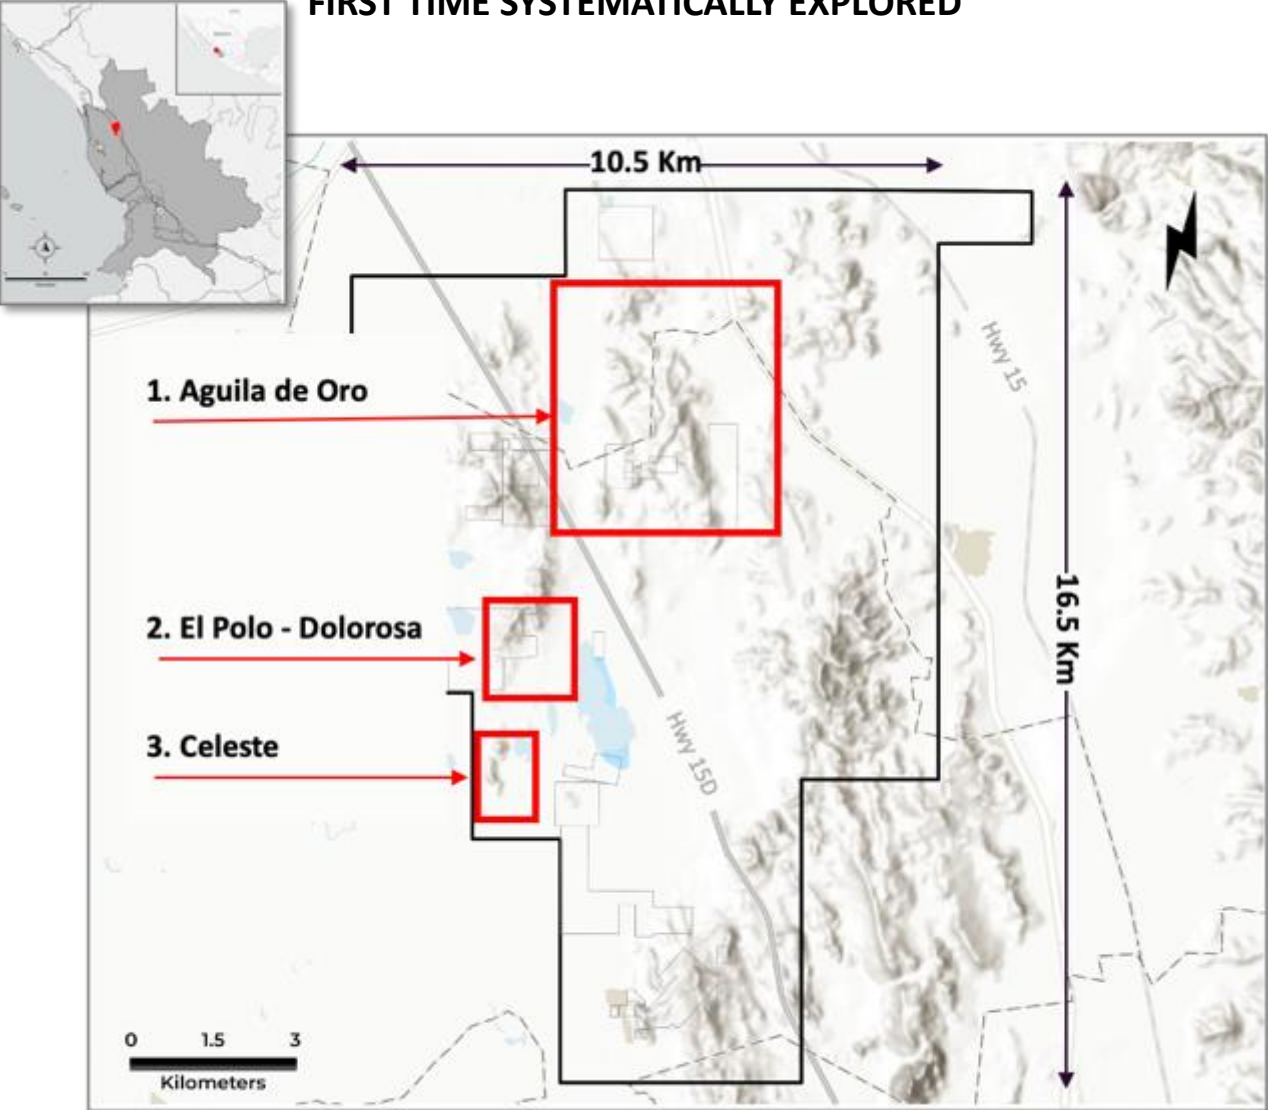 FIRST TIME SYSTEMATICALLY EXPLORED
10.5 Km
Hwy 15
1. Aguila de Oro
16.5 Km
2. El Polo - Dolorosa
Hwy 15D
3. Celeste
0 1.5 3
Kilometers